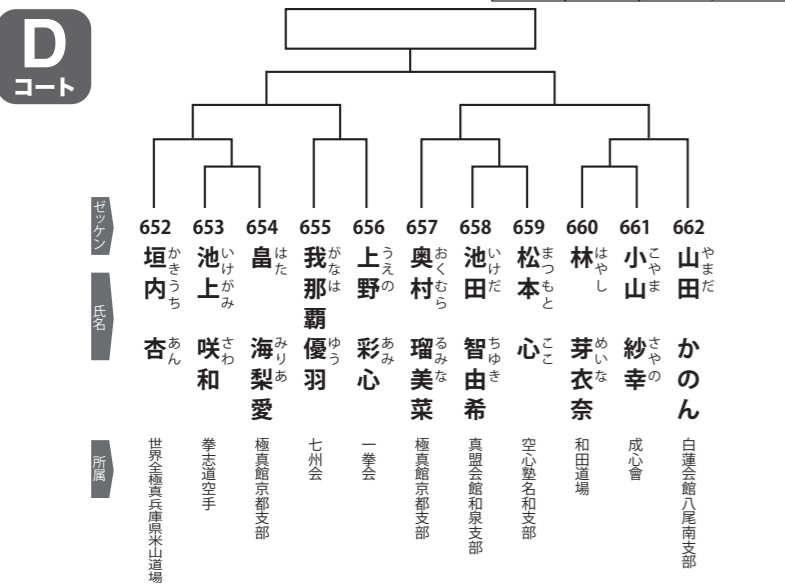 D
コート
ゼッケン
652 653 654 655 656 657 658 659 660 661 662
氏名
垣内 杏
かきうち あん
池上 咲和
いけがみ さわ
畠 海梨愛
はた みりあ
我那覇 優羽
がなは ゆう
上野 彩心
うえの あみ
奥村 瑠美菜
おくむら るみな
池田 智由希
いけだ ちゆき
松本 心
まつもと ここ
林 芽衣奈
はやし めいな
小山 紗幸
こやま さやの
山田 かのん
やまだ
所属
世界全極真兵庫県米山道場
拳志道空手
極真館京都支部
七州会
一拳会
極真館京都支部
真盟会館和泉支部
空心塾名和支部
和田道場
成心會
白蓮会館八尾南支部